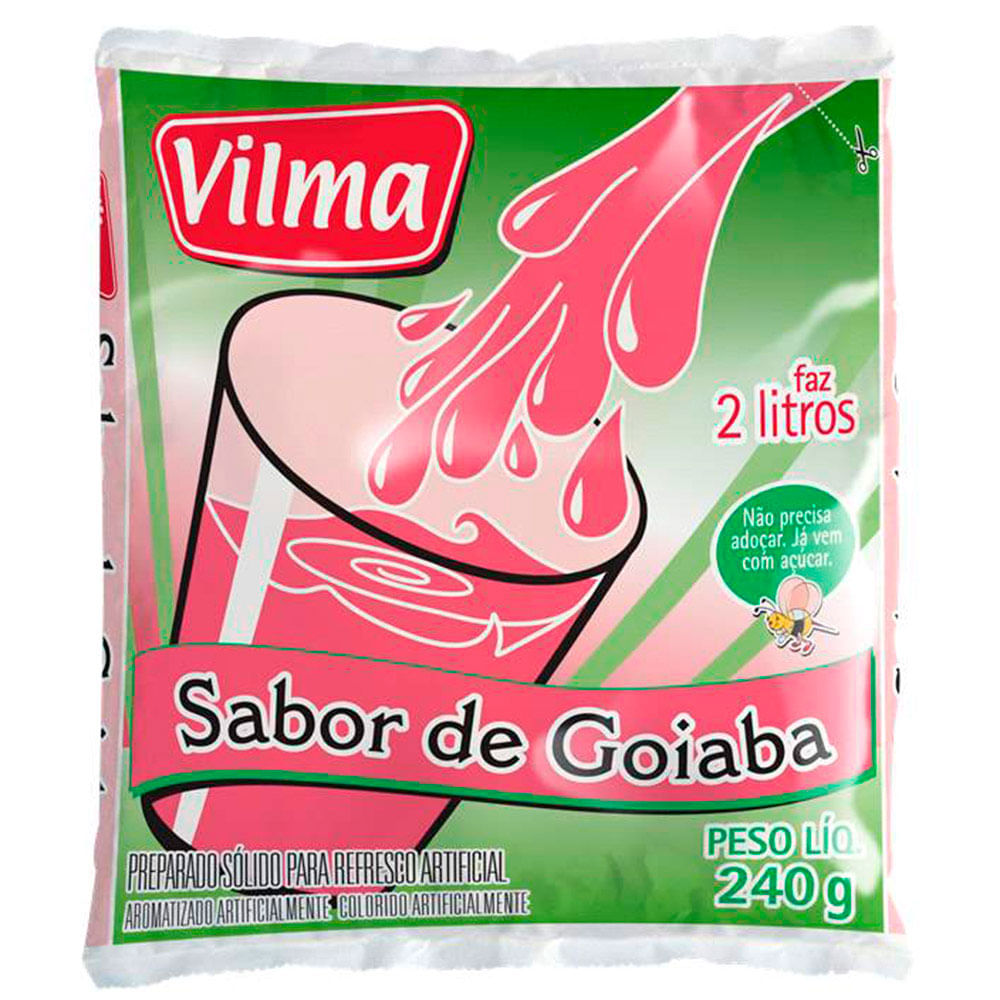 Vilma
faz
2 litros
Não precisa
adoçar. Já vem
com açúcar.
Sabor de Goiaba
PESO LÍQ.
240 g
PREPARADO SÓLIDO PARA REFRESCO ARTIFICIAL
AROMATIZADO ARTIFICIALMENTE COLORIDO ARTIFICIALMENTE